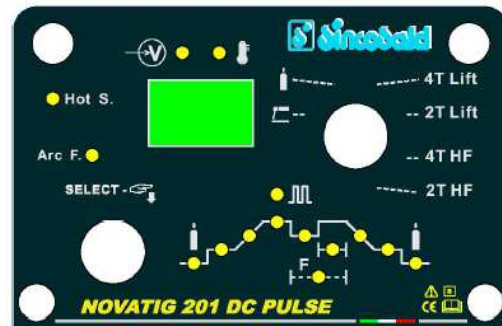 V
sincosald
Hot S.
4T Lift
2T Lift
Arc F.
4T HF
SELECT
2T HF
F
NOVATIG 201 DC PULSE
CE